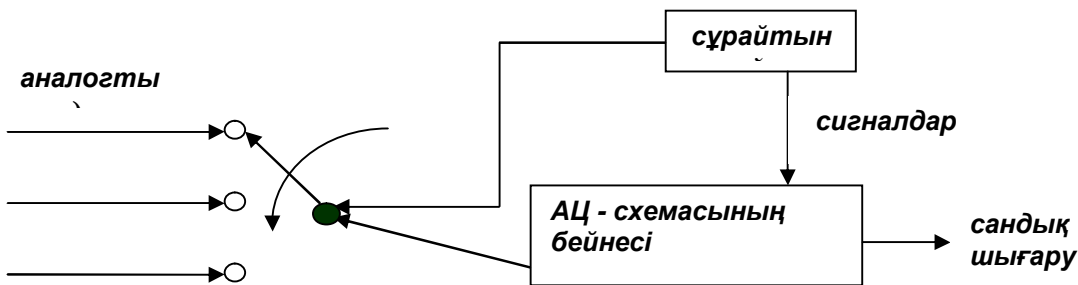 сұрайтын
аналогты
сигналдар
АЦ - схемасының
бейнесі
сандық
шығару